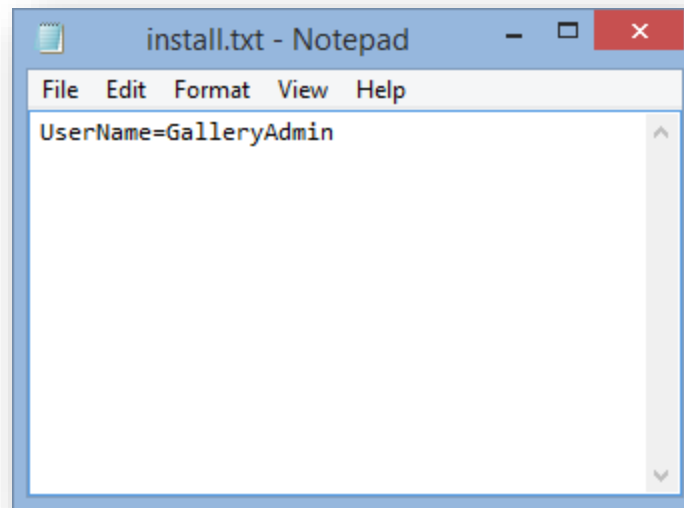 install.txt - Notepad
File Edit Format View Help
UserName=GalleryAdmin